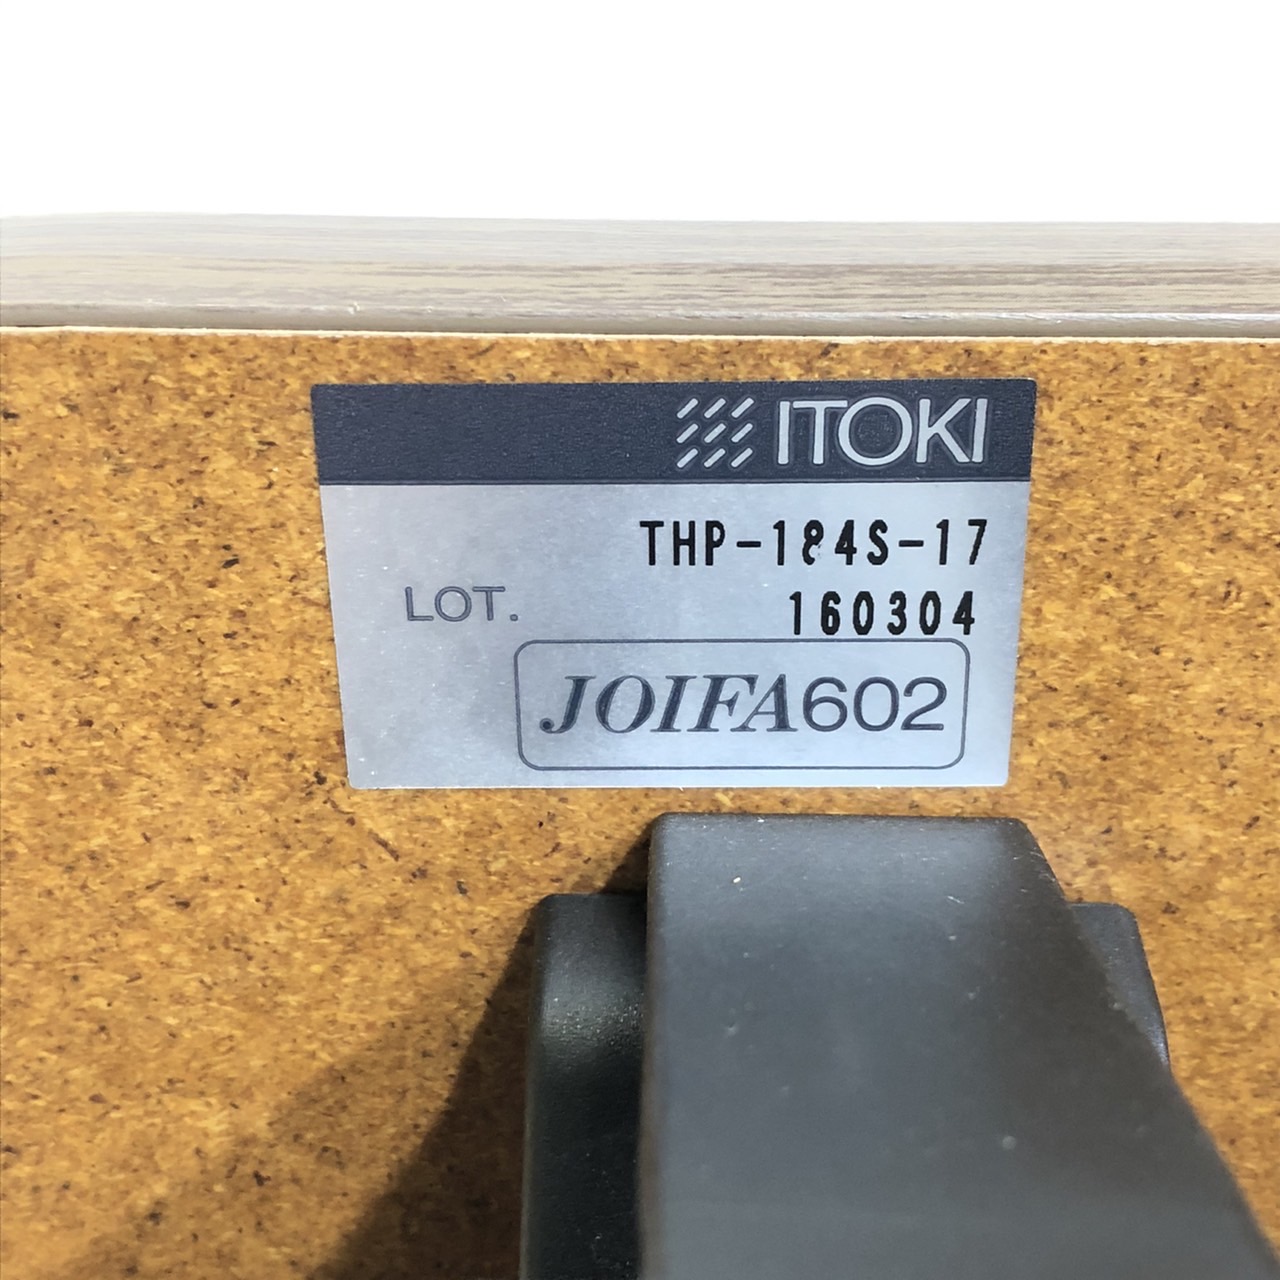 ITOKI
THP-184S-17
LOT. 160304
JOIFA602